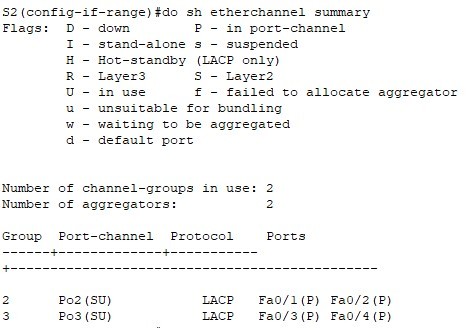 S2(config-if-range)#do sh etherchannel summary
Flags:  D - down        P - in port-channel
        I - stand-alone s - suspended
        H - Hot-standby (LACP only)
        R - Layer3      S - Layer2
        U - in use      f - failed to allocate aggregator
        u - unsuitable for bundling
        w - waiting to be aggregated
        d - default port
Number of channel-groups in use: 2
Number of aggregators:           2
Group  Port-channel  Protocol    Ports
------+-------------+-----------
+----------------------------------------------
2      Po2(SU)           LACP   Fa0/1(P) Fa0/2(P)
3      Po3(SU)           LACP   Fa0/3(P) Fa0/4(P)